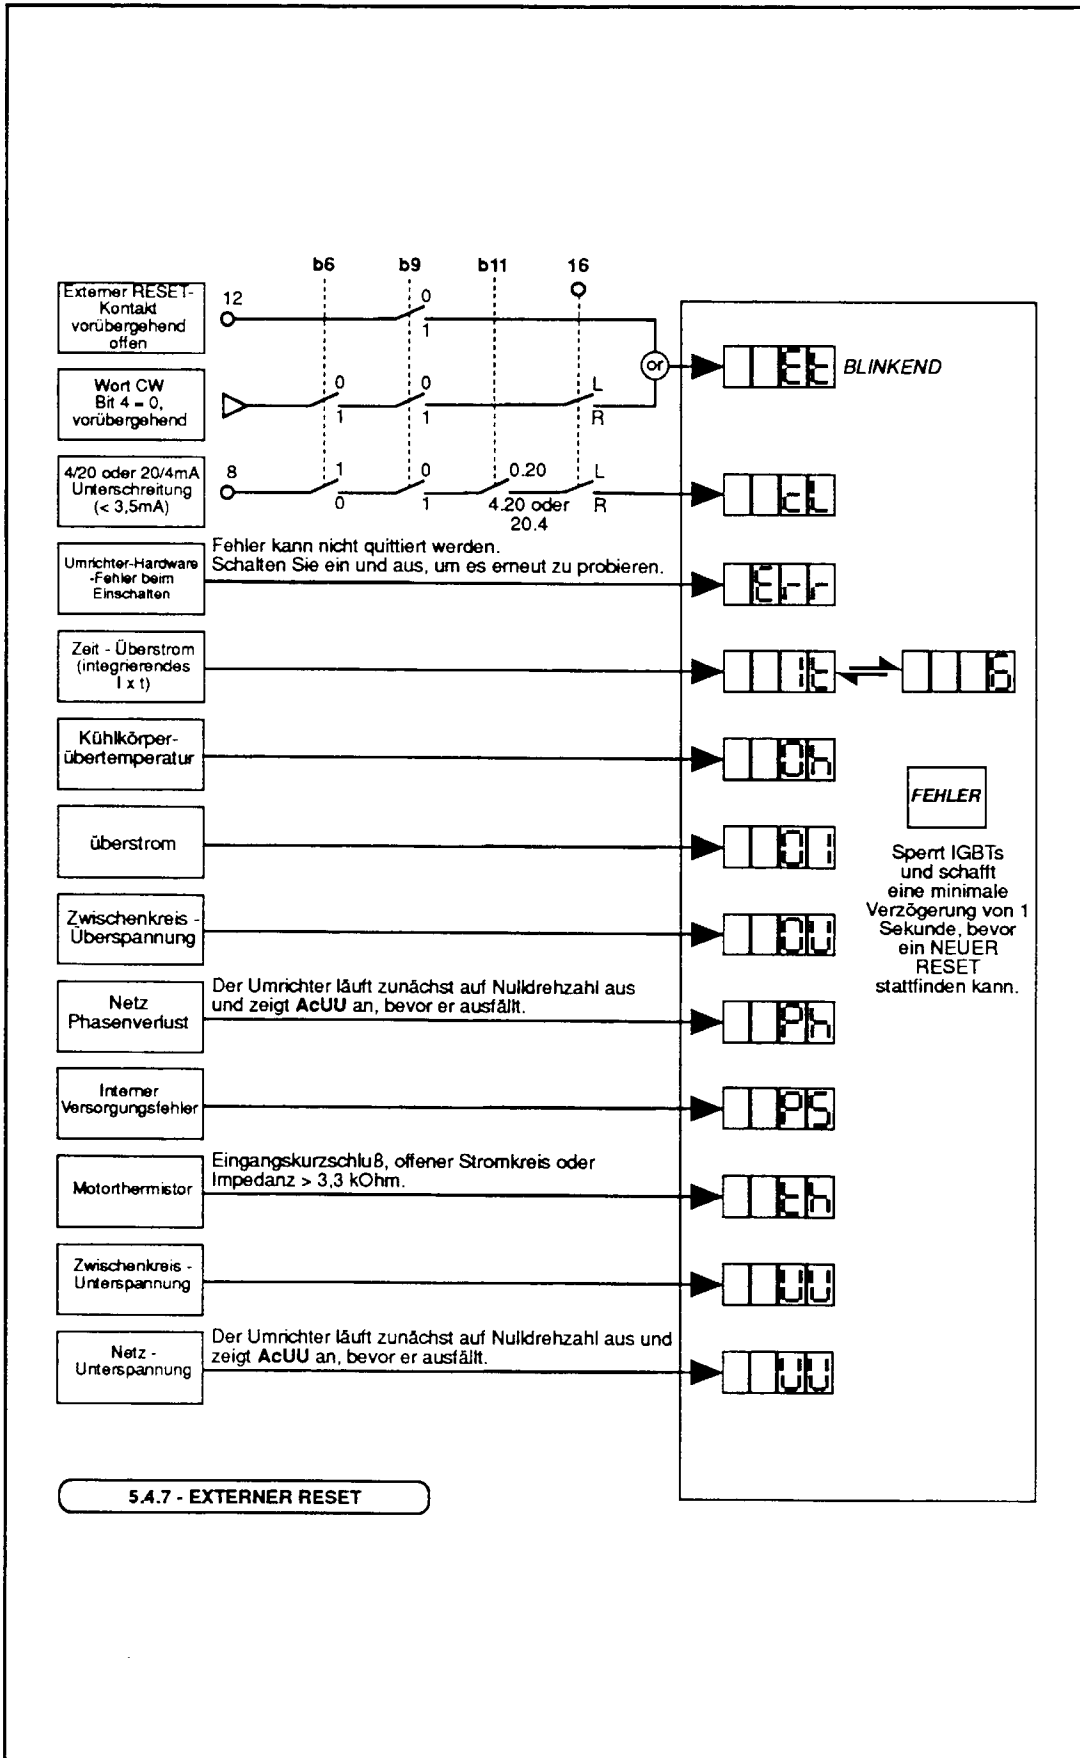 b6 b9 b11 16
Externer RESET-
Kontakt
vorübergehend
offen
12
0
1
or
Et
BLINKEND
Wort CW
Bit 4 = 0,
vorübergehend
0
1
0
1
L
R
4/20 oder 20/4mA
Unterschreitung
(< 3,5mA)
8
1
0
0
1
0.20
4.20 oder
20.4
L
R
cL
Umrichter-Hardware
-Fehler beim
Einschalten
Fehler kann nicht quittiert werden.
Schalten Sie ein und aus, um es erneut zu probieren.
Err
Zeit - Überstrom
(integrierendes
I x t)
It
6
Kühlkörper-
übertemperatur
Oh
FEHLER
Sperrt IGBTs
und schafft
eine minimale
Verzögerung von 1
Sekunde, bevor
ein NEUER
RESET
stattfinden kann.
überstrom
OI
Zwischenkreis -
Überspannung
OU
Netz
Phasenverlust
Der Umrichter läuft zunächst auf Nulldrehzahl aus
und zeigt AcUU an, bevor er ausfällt.
Ph
Interner
Versorgungsfehler
PS
Motorthermistor
Eingangskurzschluß, offener Stromkreis oder
Impedanz > 3,3 kOhm.
th
Zwischenkreis -
Unterspannung
UU
Netz -
Unterspannung
Der Umrichter läuft zunächst auf Nulldrehzahl aus und
zeigt AcUU an, bevor er ausfällt.
UU
5.4.7 - EXTERNER RESET